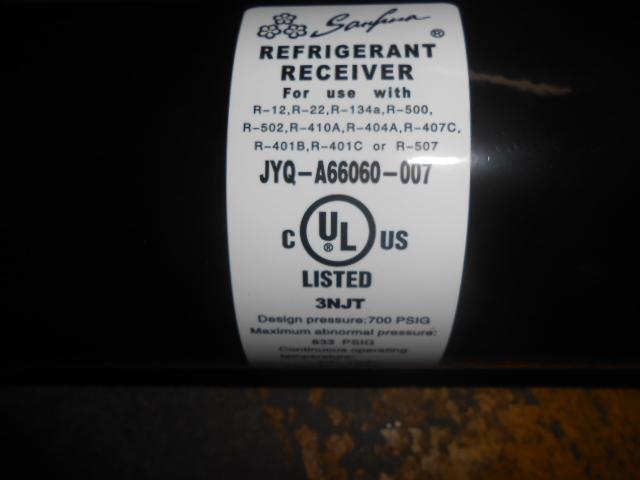 Sanhua ®
REFRIGERANT
RECEIVER
For use with
R-12,R-22,R-134a,R-500,
R-502,R-410A,R-404A,R-407C,
R-401B,R-401C or R-507
JYQ-A66060-007
C UL ® US
LISTED
3NJT
Design pressure:700 PSIG
Maximum abnormal pressure:
833 PSIG
Continuous operating
temperature: